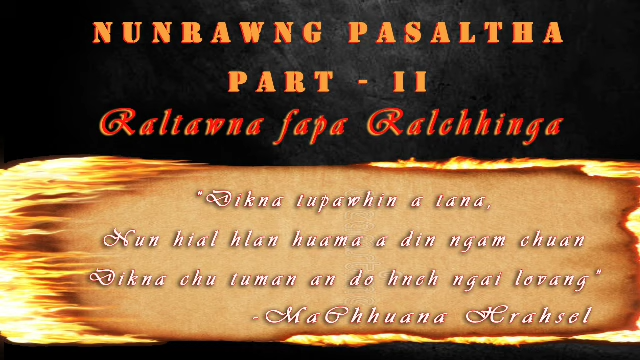 NUNRAWNG PASALTHA
PART - II
Raltawna fapa Ralchhinga
"Dikna tupawhin a tana,
Nun hial hlan huama a din ngam chuan
Dikna chu tuman an do hneh ngai lovang"
-MaChhuana Hrahsel